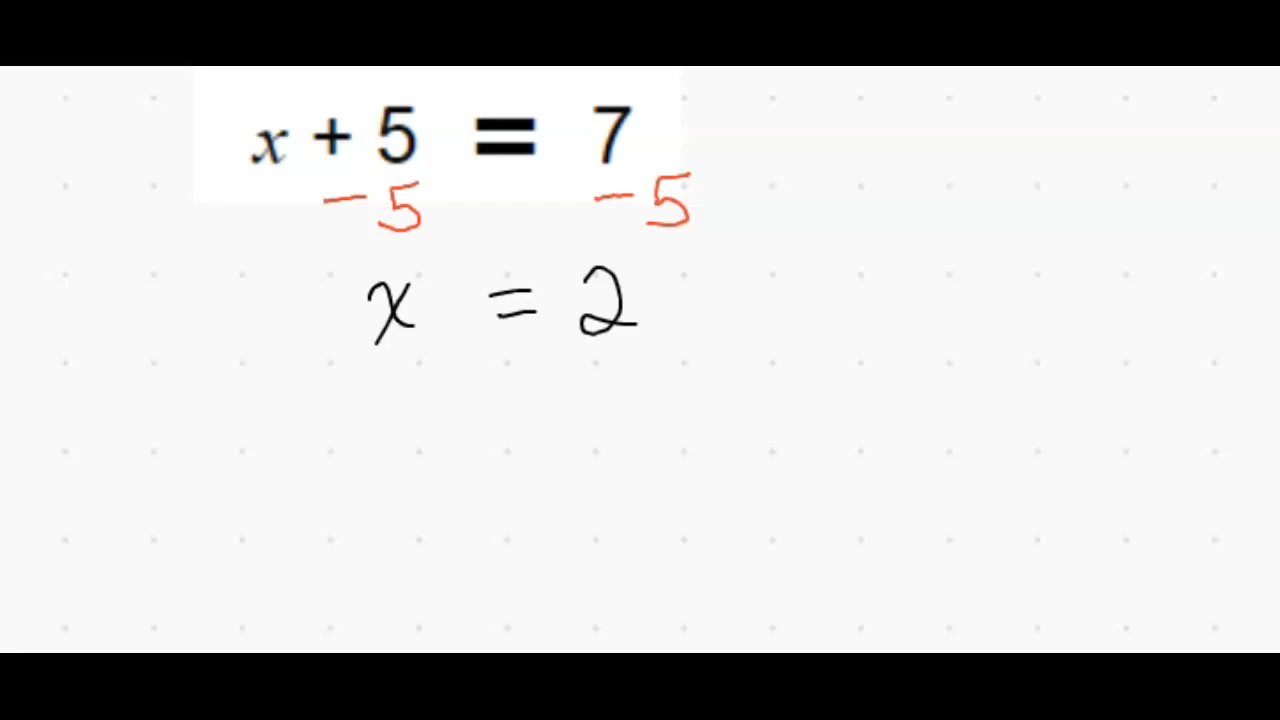 x + 5 = 7
- 5 - 5
x = 2